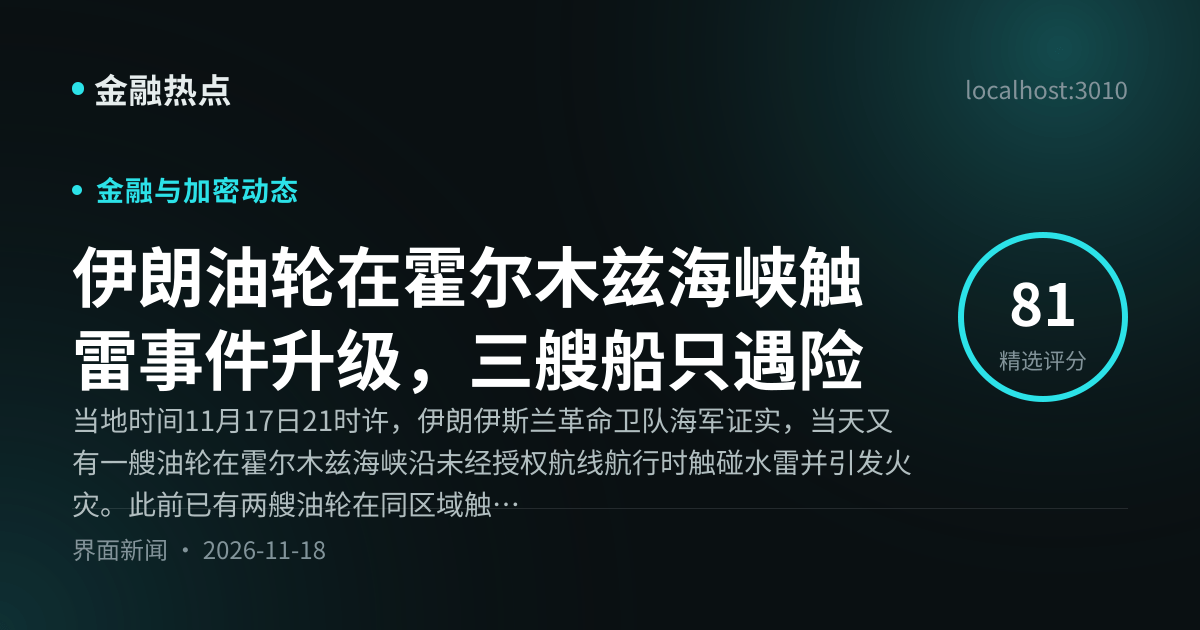 金融热点
localhost:3010
金融与加密动态
伊朗油轮在霍尔木兹海峡触
雷事件升级，三艘船只遇险
81
精选评分
当地时间11月17日21时许，伊朗伊斯兰革命卫队海军证实，当天又
有一艘油轮在霍尔木兹海峡沿未经授权航线航行时触碰水雷并引发火
灾。此前已有两艘油轮在同区域触…
界面新闻 • 2026-11-18